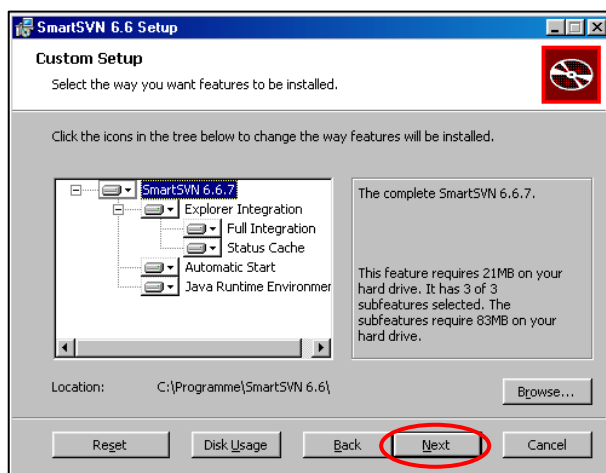 SmartSVN 6.6 Setup
Custom Setup
Select the way you want features to be installed.
Click the icons in the tree below to change the way features will be installed.
SmartSVN 6.6.7
Explorer Integration
Full Integration
Status Cache
Automatic Start
Java Runtime Environmer
The complete SmartSVN 6.6.7.
This feature requires 21MB on your
hard drive. It has 3 of 3
subfeatures selected. The
subfeatures require 83MB on your
hard drive.
Location: C:\Programme\SmartSVN 6.6\
Browse...
Reset Disk Usage Back Next Cancel